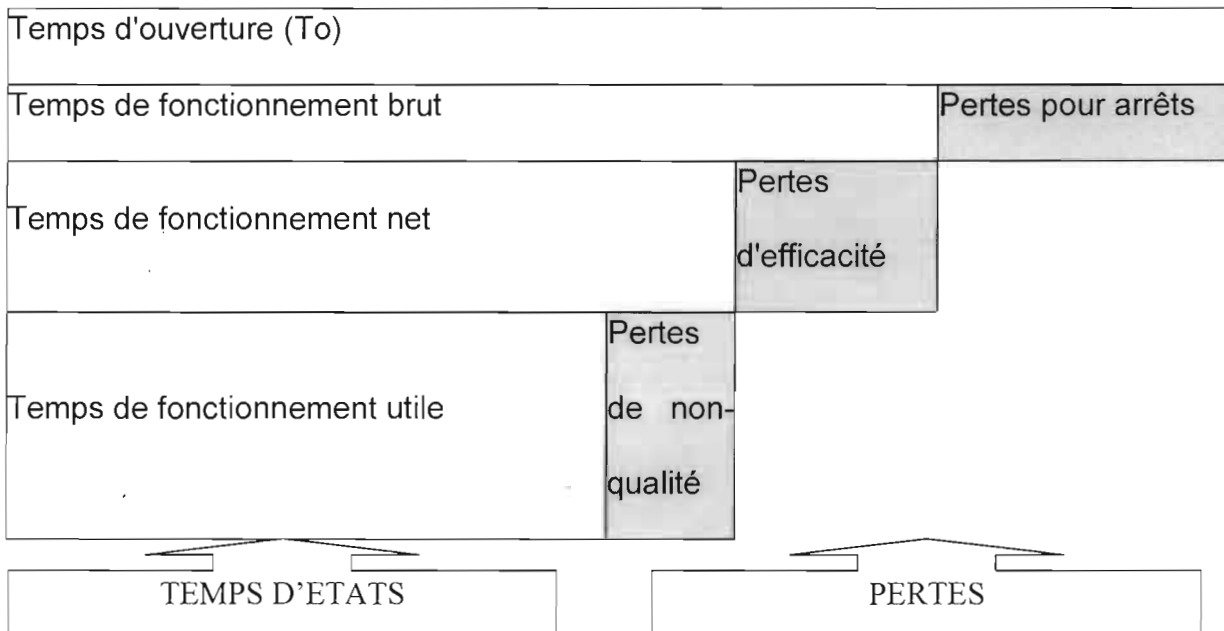 Temps d'ouverture (To)
Temps de fonctionnement brut
Pertes pour arrêts
Temps de fonctionnement net
Pertes
d'efficacité
Temps de fonctionnement utile
Pertes
de non-
qualité
TEMPS D'ETATS
PERTES